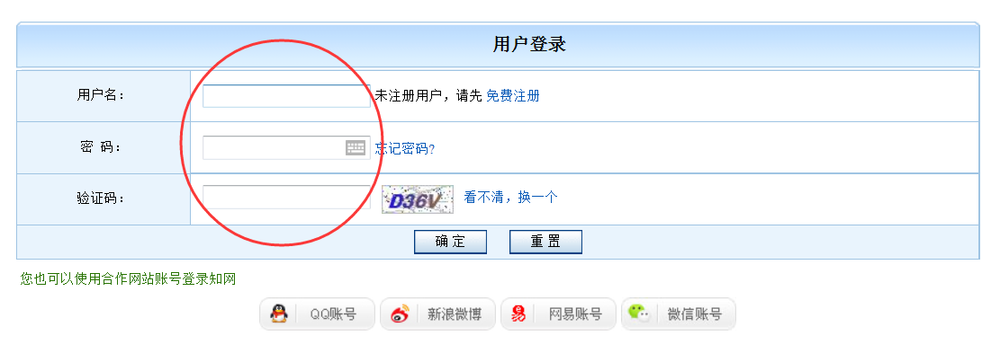 用户登录
用户名： 未注册用户，请先 免费注册
密 码： 忘记密码?
验证码： D36V 看不清，换一个
确 定 重 置
您也可以使用合作网站账号登录知网
QQ账号 新浪微博 网易账号 微信账号